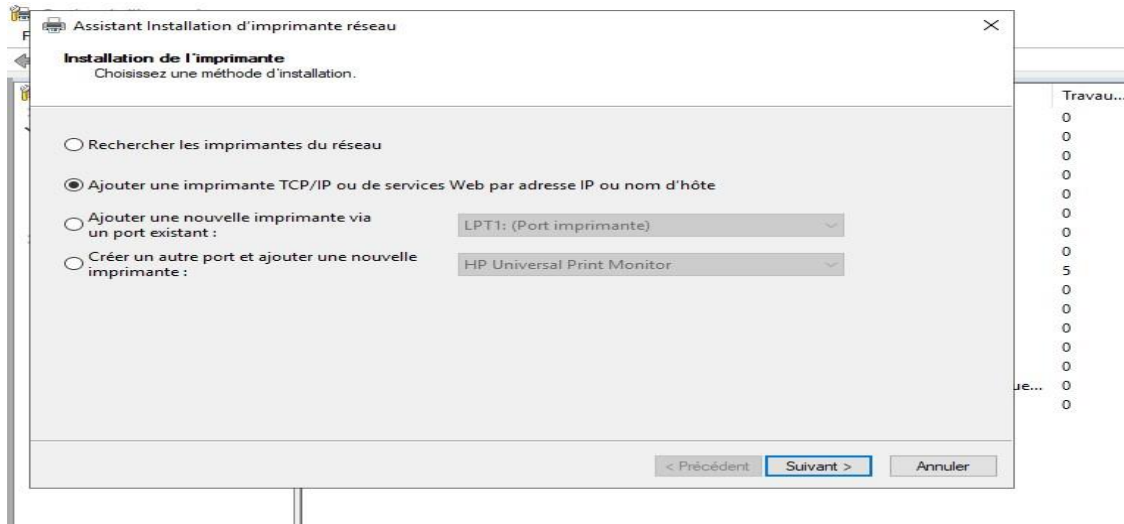 Assistant Installation d'imprimante réseau
F
Installation de l'imprimante
Choisissez une méthode d'installation.
Travau...
0
Rechercher les imprimantes du réseau
0
0
0
Ajouter une imprimante TCP/IP ou de services Web par adresse IP ou nom d'hôte
0
Ajouter une nouvelle imprimante via
un port existant :
LPT1: (Port imprimante)
0
0
Créer un autre port et ajouter une nouvelle
imprimante :
HP Universal Print Monitor
0
5
0
0
0
0
0
ue... 0
0
< Précédent
Suivant >
Annuler